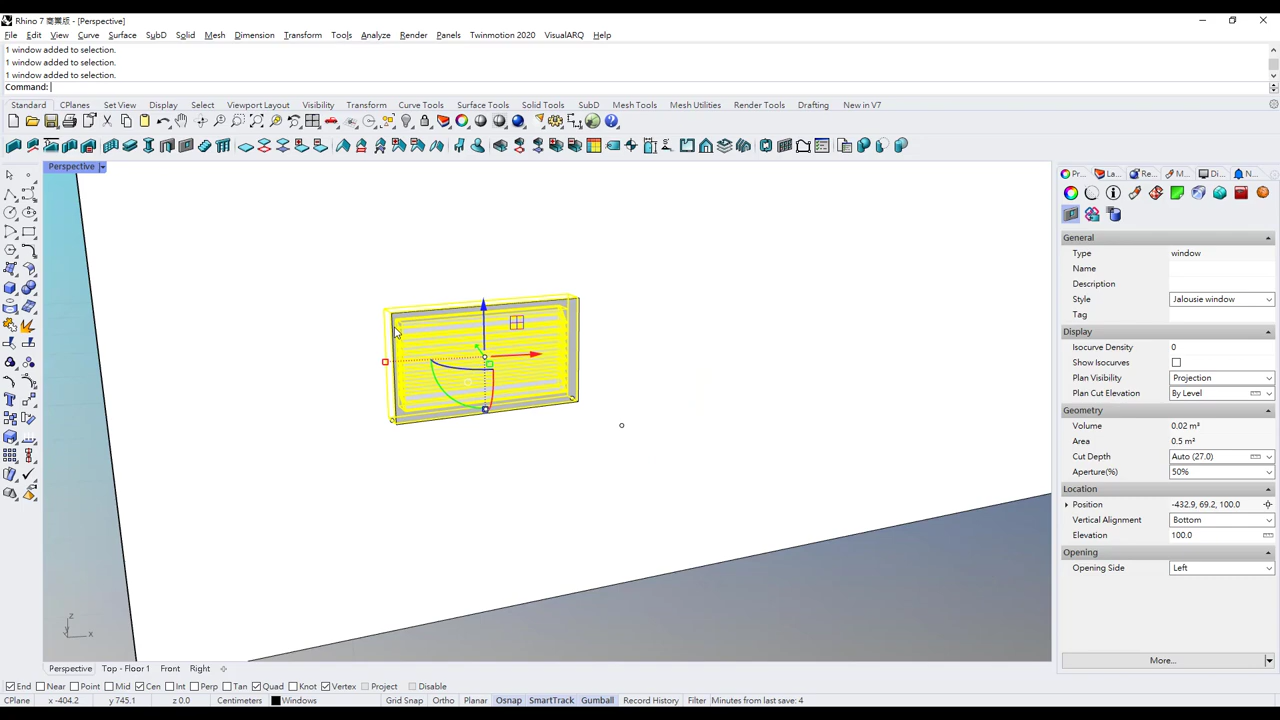 Rhino 7 商業版 - [Perspective]
File Edit View Curve Surface SubD Solid Mesh Dimension Transform Tools Analyze Render Panels Twinmotion 2020 VisualARQ Help
1 window added to selection.
1 window added to selection.
1 window added to selection.
Command:
Standard CPlanes Set View Display Select Viewport Layout Visibility Transform Curve Tools Surface Tools Solid Tools SubD Mesh Tools Mesh Utilities Render Tools Drafting New in V7
Perspective
Pr... La... Re... M... Di... N...
General
Type window
Name
Description
Style Jalousie window
Tag
Display
Isocurve Density 0
Show Isocurves
Plan Visibility Projection
Plan Cut Elevation By Level
Geometry
Volume 0.02 m³
Area 0.5 m²
Cut Depth Auto (27.0)
Aperture(%) 50%
Location
Position -432.9, 69.2, 100.0
Vertical Alignment Bottom
Elevation 100.0
Opening
Opening Side Left
More...
z
x
Perspective Top - Floor 1 Front Right
End Near Point Mid Cen Int Perp Tan Quad Knot Vertex Project Disable
CPlane x -404.2 y 745.1 z 0.0 Centimeters Windows Grid Snap Ortho Planar Osnap SmartTrack Gumball Record History Filter Minutes from last save: 4